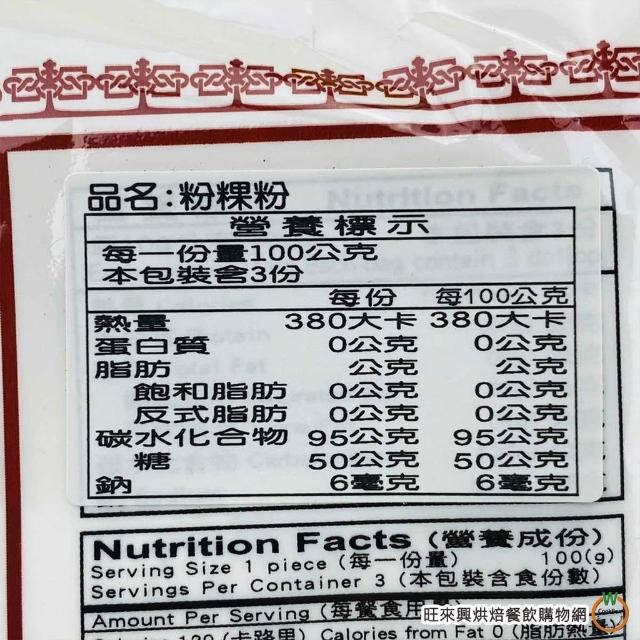 品名:粉粿粉
營養標示
每一份量100公克
本包裝含3份
每份 每100公克
熱量 380大卡 380大卡
蛋白質 0公克 0公克
脂肪 公克 公克
飽和脂肪 0公克 0公克
反式脂肪 0公克 0公克
碳水化合物 95公克 95公克
糖 50公克 50公克
鈉 6毫克 6毫克
Nutrition Facts (營養成份)
Serving Size 1 piece (每一份量) 100(g)
Servings Per Container 3 (本包裝含食份數)
Amount Per Serving (每餐食用
(卡路里) Calories from Fat 0 (脂肪熱
旺來興烘焙餐飲購物網